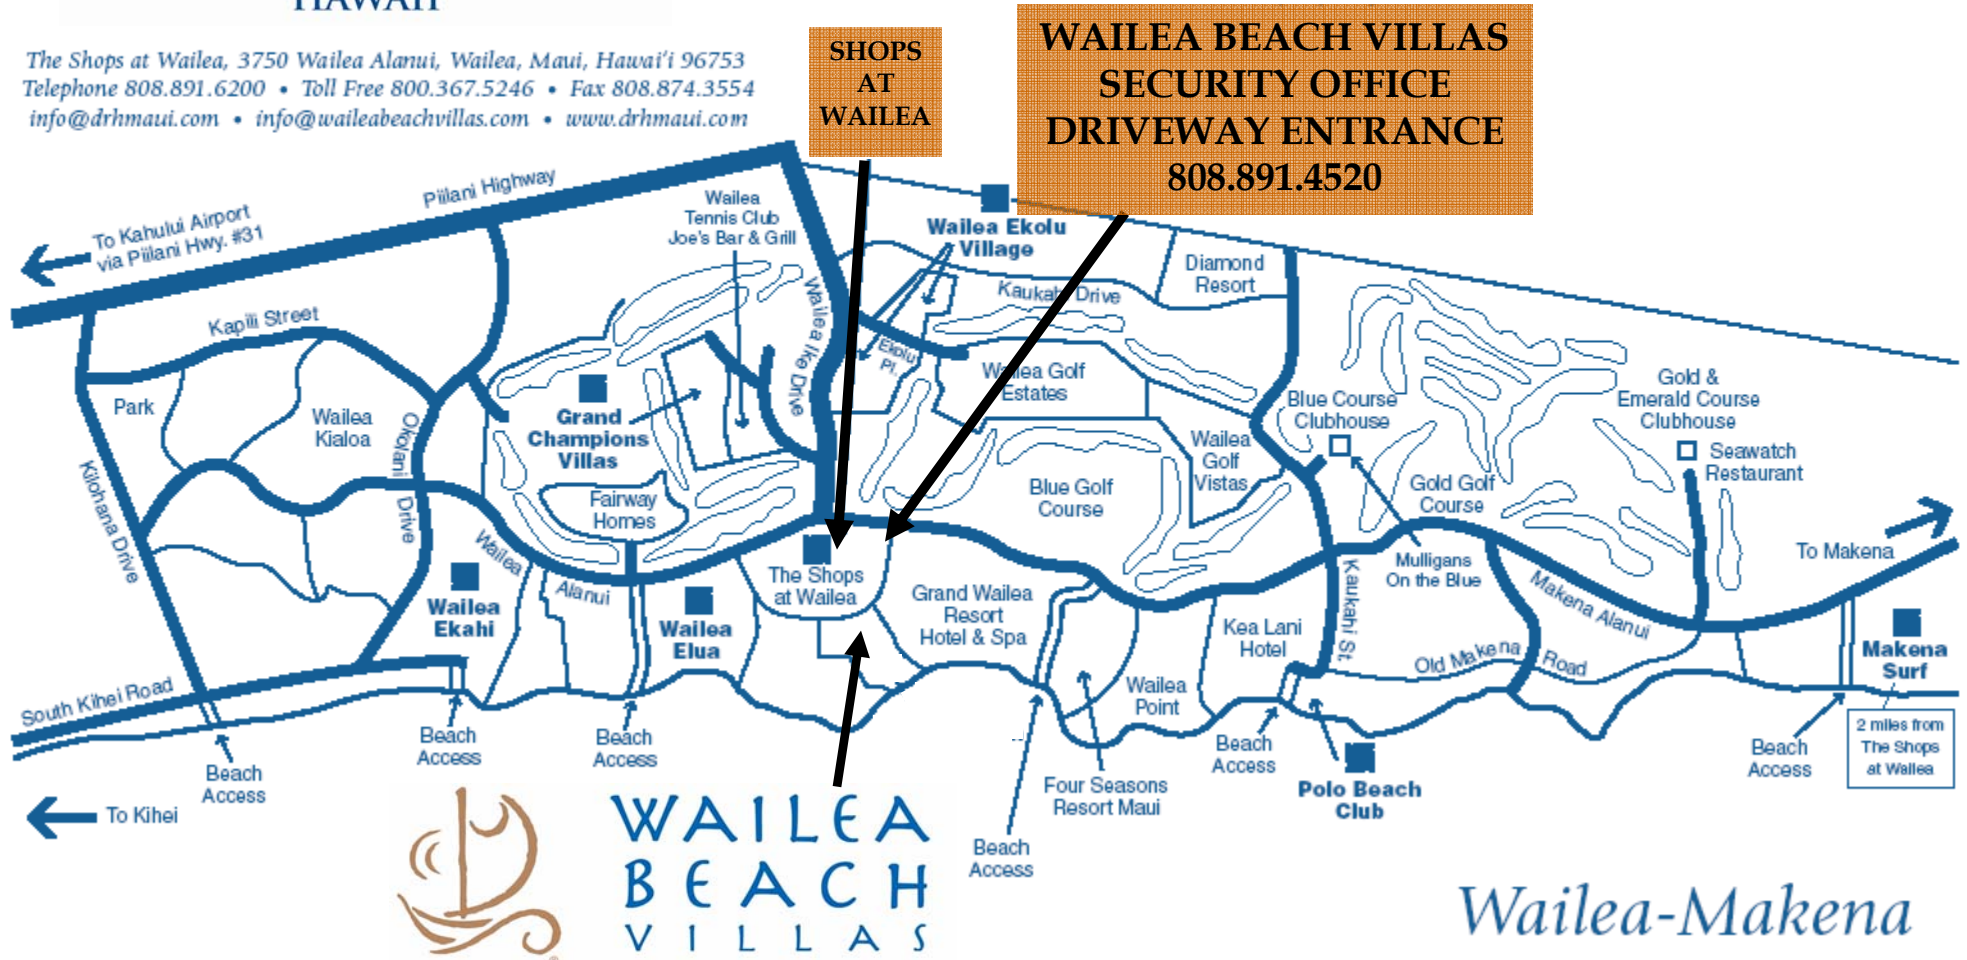 HAWAII
The Shops at Wailea, 3750 Wailea Alanui, Wailea, Maui, Hawai‘i 96753
Telephone 808.891.6200 • Toll Free 800.367.5246 • Fax 808.874.3554
info@drhmaui.com • info@waileabeachvillas.com • www.drhmaui.com
SHOPS
AT
WAILEA
WAILEA BEACH VILLAS
SECURITY OFFICE
DRIVEWAY ENTRANCE
808.891.4520
To Kahului Airport
via Piilani Hwy. #31
Piilani Highway
Wailea
Tennis Club
Joe's Bar & Grill
Wailea Ekolu
Village
Diamond
Resort
Kaukahi Drive
Wailea Ike Drive
Kapili Street
Ekolu
Pl.
Wailea Golf
Estates
Park
Wailea
Kialoa
Okolani Drive
Kilohana Drive
Grand
Champions
Villas
Fairway
Homes
Blue Golf
Course
Wailea
Golf
Vistas
Blue Course
Clubhouse
Gold &
Emerald Course
Clubhouse
Seawatch
Restaurant
Gold Golf
Course
To Makena
Mulligans
On the Blue
Wailea Alanui
Wailea
Ekahi
Wailea
Elua
The Shops
at Wailea
Grand Wailea
Resort
Hotel & Spa
Kea Lani
Hotel
Kaukahi St.
Makena Alanui
Old Makena Road
Wailea
Point
Makena
Surf
2 miles from
The Shops
at Wailea
South Kihei Road
Beach
Access
Beach
Access
Beach
Access
Beach
Access
Beach
Access
Beach
Access
Four Seasons
Resort Maui
Polo Beach
Club
To Kihei
WAILEA
BEACH
VILLAS
®
Wailea-Makena